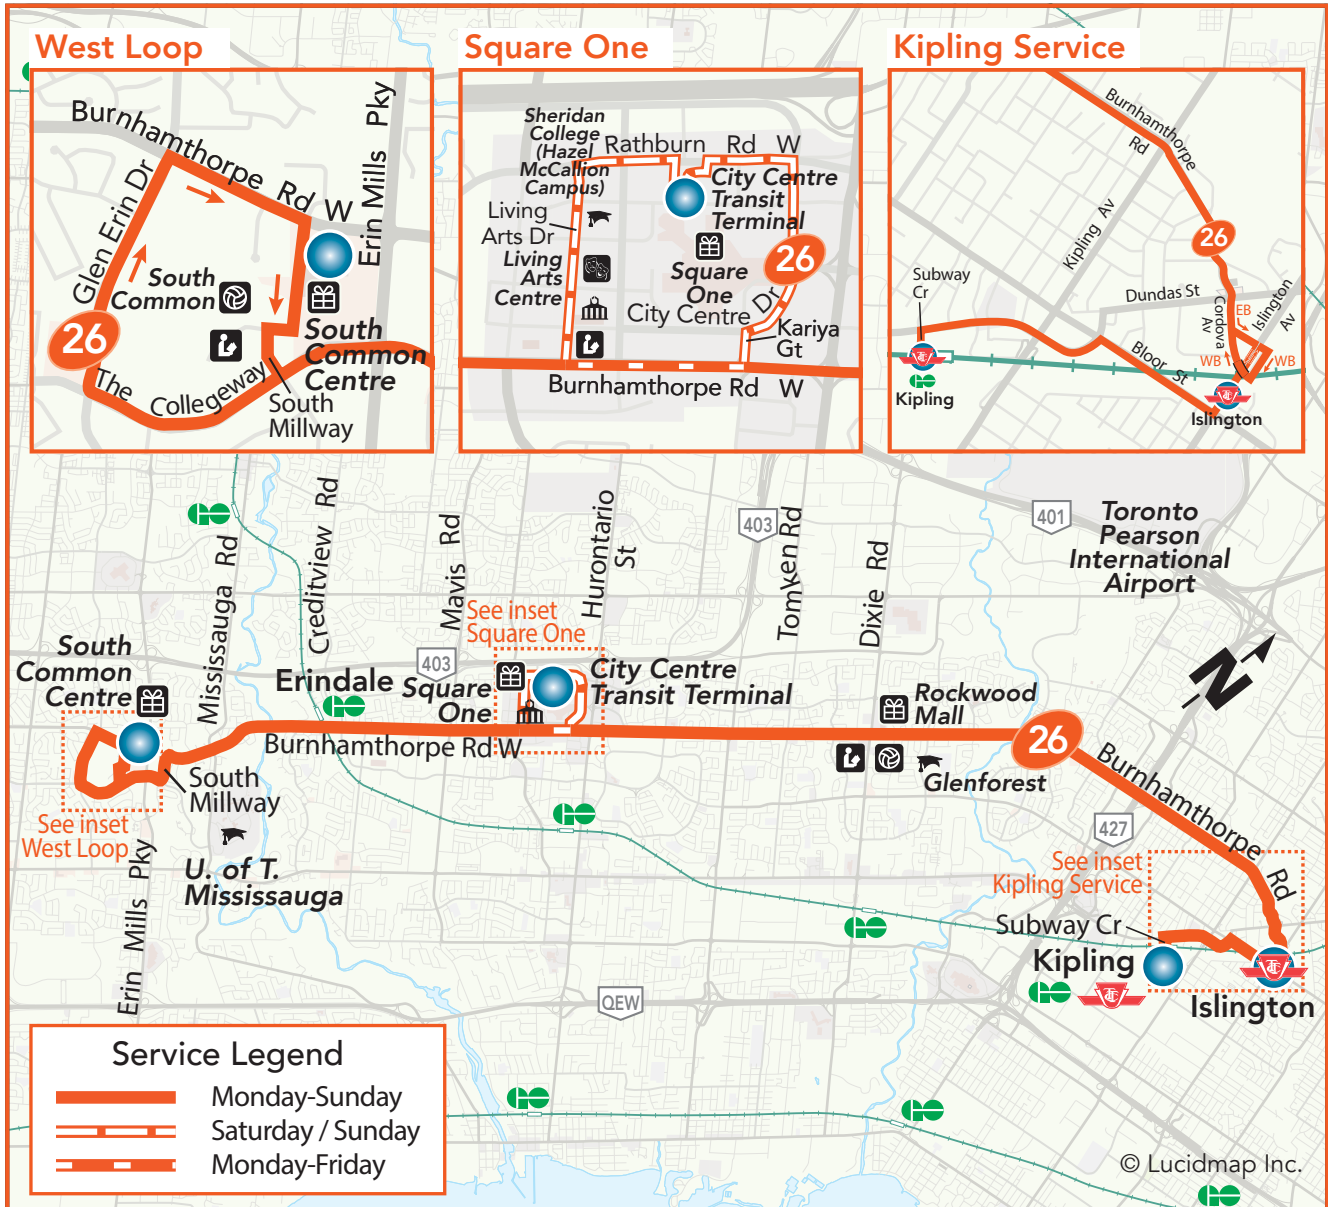 West Loop
Burnhamthorpe Rd W
Erin Mills Pky
Glen Erin Dr
South
Common
26
South
Common
Centre
The Collegeway
South
Millway
Square One
Sheridan
College
(Hazel
McCallion
Campus)
Rathburn Rd W
City Centre
Transit
Terminal
Living
Arts Dr
Living
Arts
Centre
Square
One
26
City Centre Dr
Kariya
Gt
Burnhamthorpe Rd W
Kipling Service
Burnhamthorpe
Rd
Kipling Av
26
Subway
Cr
Dundas St
Cordova
Av
EB
Islington
Av
WB
WB
Bloor St
TTC
Kipling
TTC
Islington
Mississauga Rd
Creditview Rd
Mavis Rd
Hurontario
St
403
Tomken Rd
Dixie Rd
401
Toronto
Pearson
International
Airport
See inset
Square One
South
Common
Centre
403
Erindale
Square
One
City Centre
Transit Terminal
Rockwood
Mall
N
Burnhamthorpe Rd W
26
Burnhamthorpe
Rd
South
Millway
Glenforest
See inset
West Loop
427
See inset
Kipling Service
U. of T.
Mississauga
Erin Mills Pky
Subway Cr
Kipling
TTC
TTC
Islington
QEW
Service Legend
Monday-Sunday
Saturday / Sunday
Monday-Friday
© Lucidmap Inc.